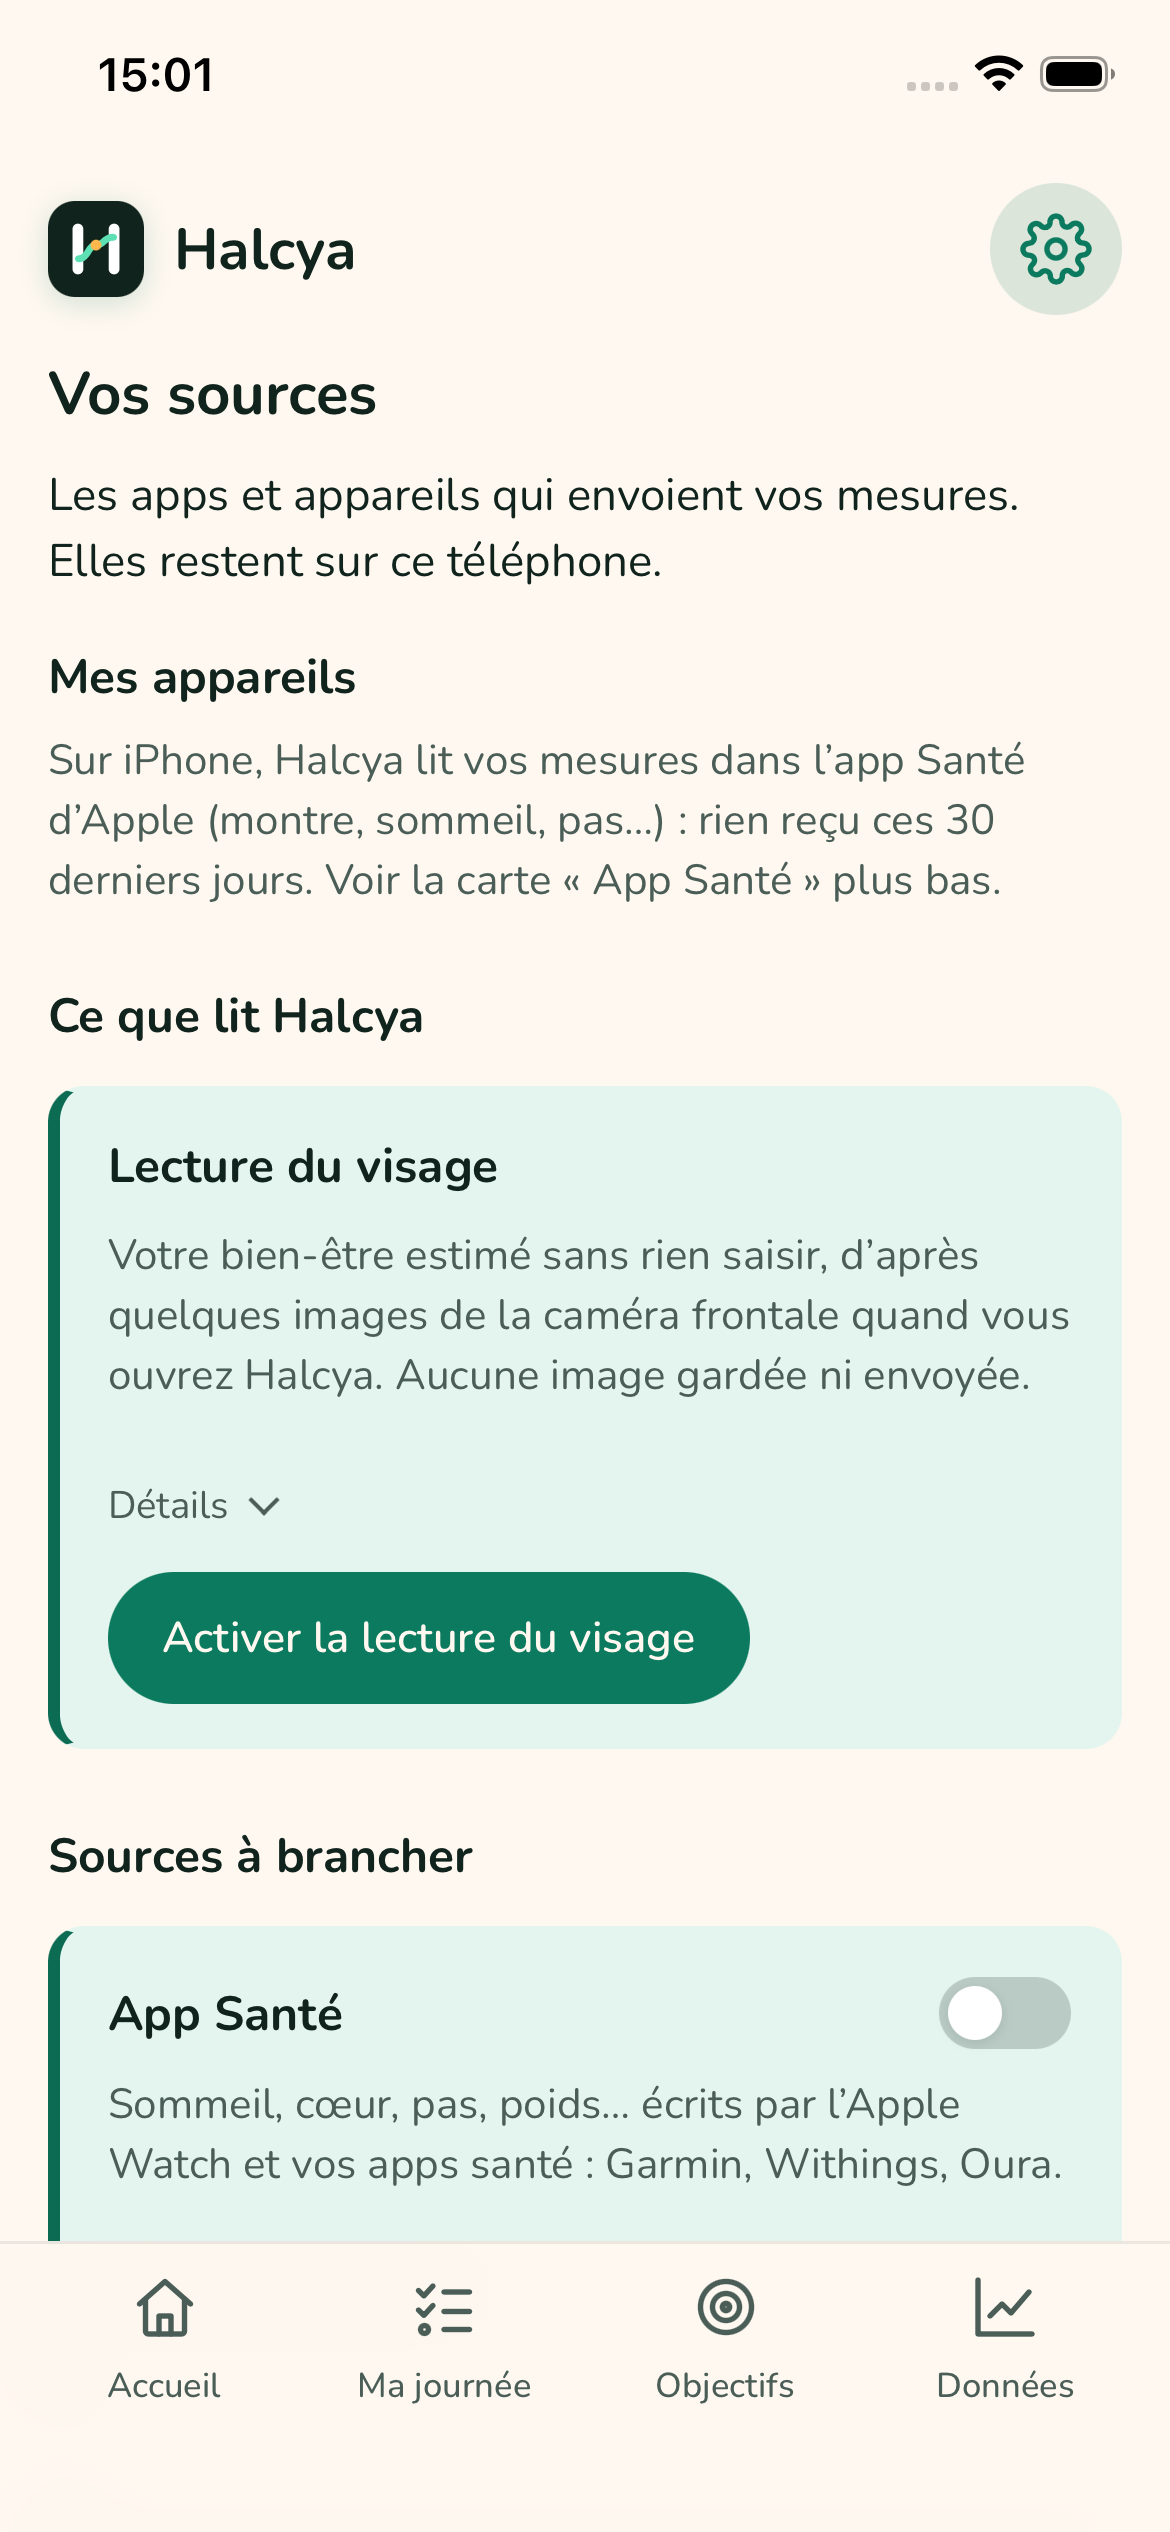 15:01
Halcya
Vos sources
Les apps et appareils qui envoient vos mesures.
Elles restent sur ce téléphone.
Mes appareils
Sur iPhone, Halcya lit vos mesures dans l’app Santé
d’Apple (montre, sommeil, pas…) : rien reçu ces 30
derniers jours. Voir la carte « App Santé » plus bas.
Ce que lit Halcya
Lecture du visage
Votre bien-être estimé sans rien saisir, d’après
quelques images de la caméra frontale quand vous
ouvrez Halcya. Aucune image gardée ni envoyée.
Détails
Activer la lecture du visage
Sources à brancher
App Santé
Sommeil, cœur, pas, poids… écrits par l’Apple
Watch et vos apps santé : Garmin, Withings, Oura.
Accueil
Ma journée
Objectifs
Données